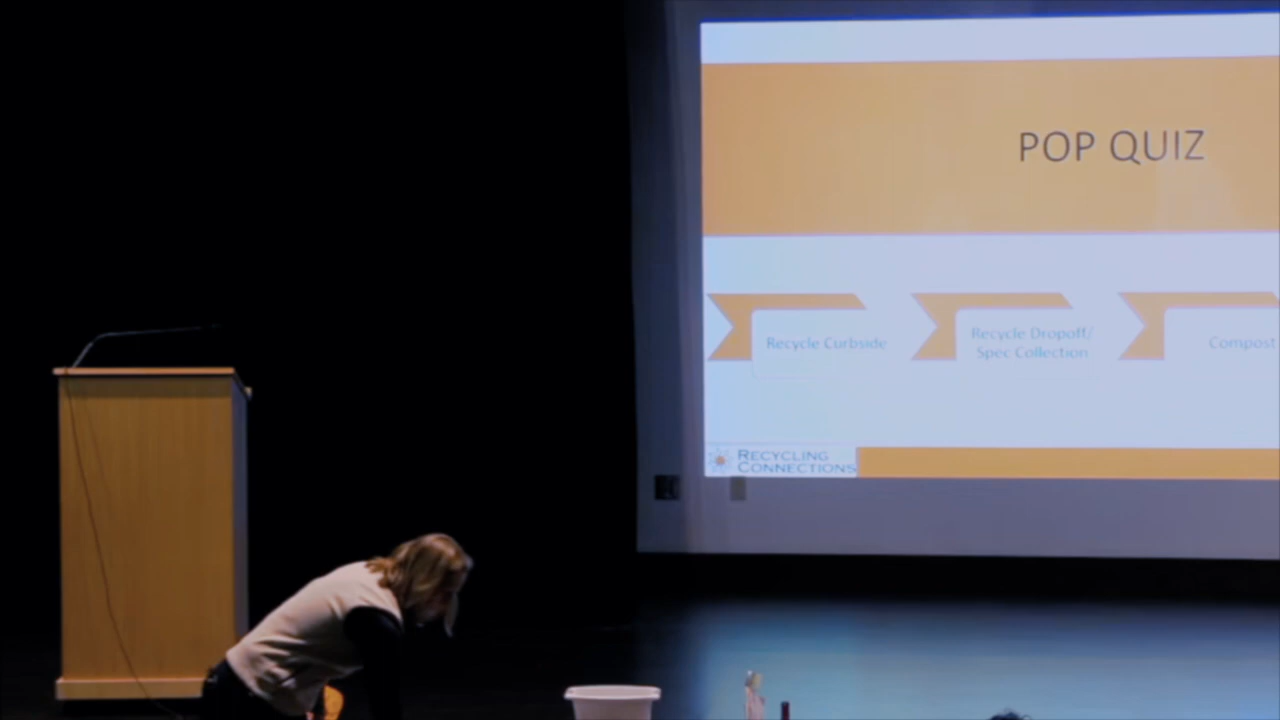 POP QUIZ
Recycle Curbside
Recycle Dropoff/
Spec Collection
Compost
RECYCLING
CONNECTIONS